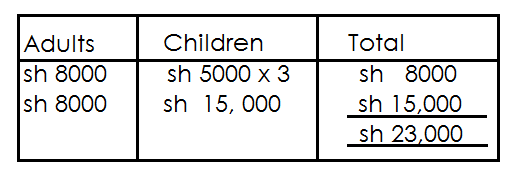 Adults Children Total
sh 8000 sh 5000 x 3 sh 8000
sh 8000 sh 15, 000 sh 15,000
sh 23,000